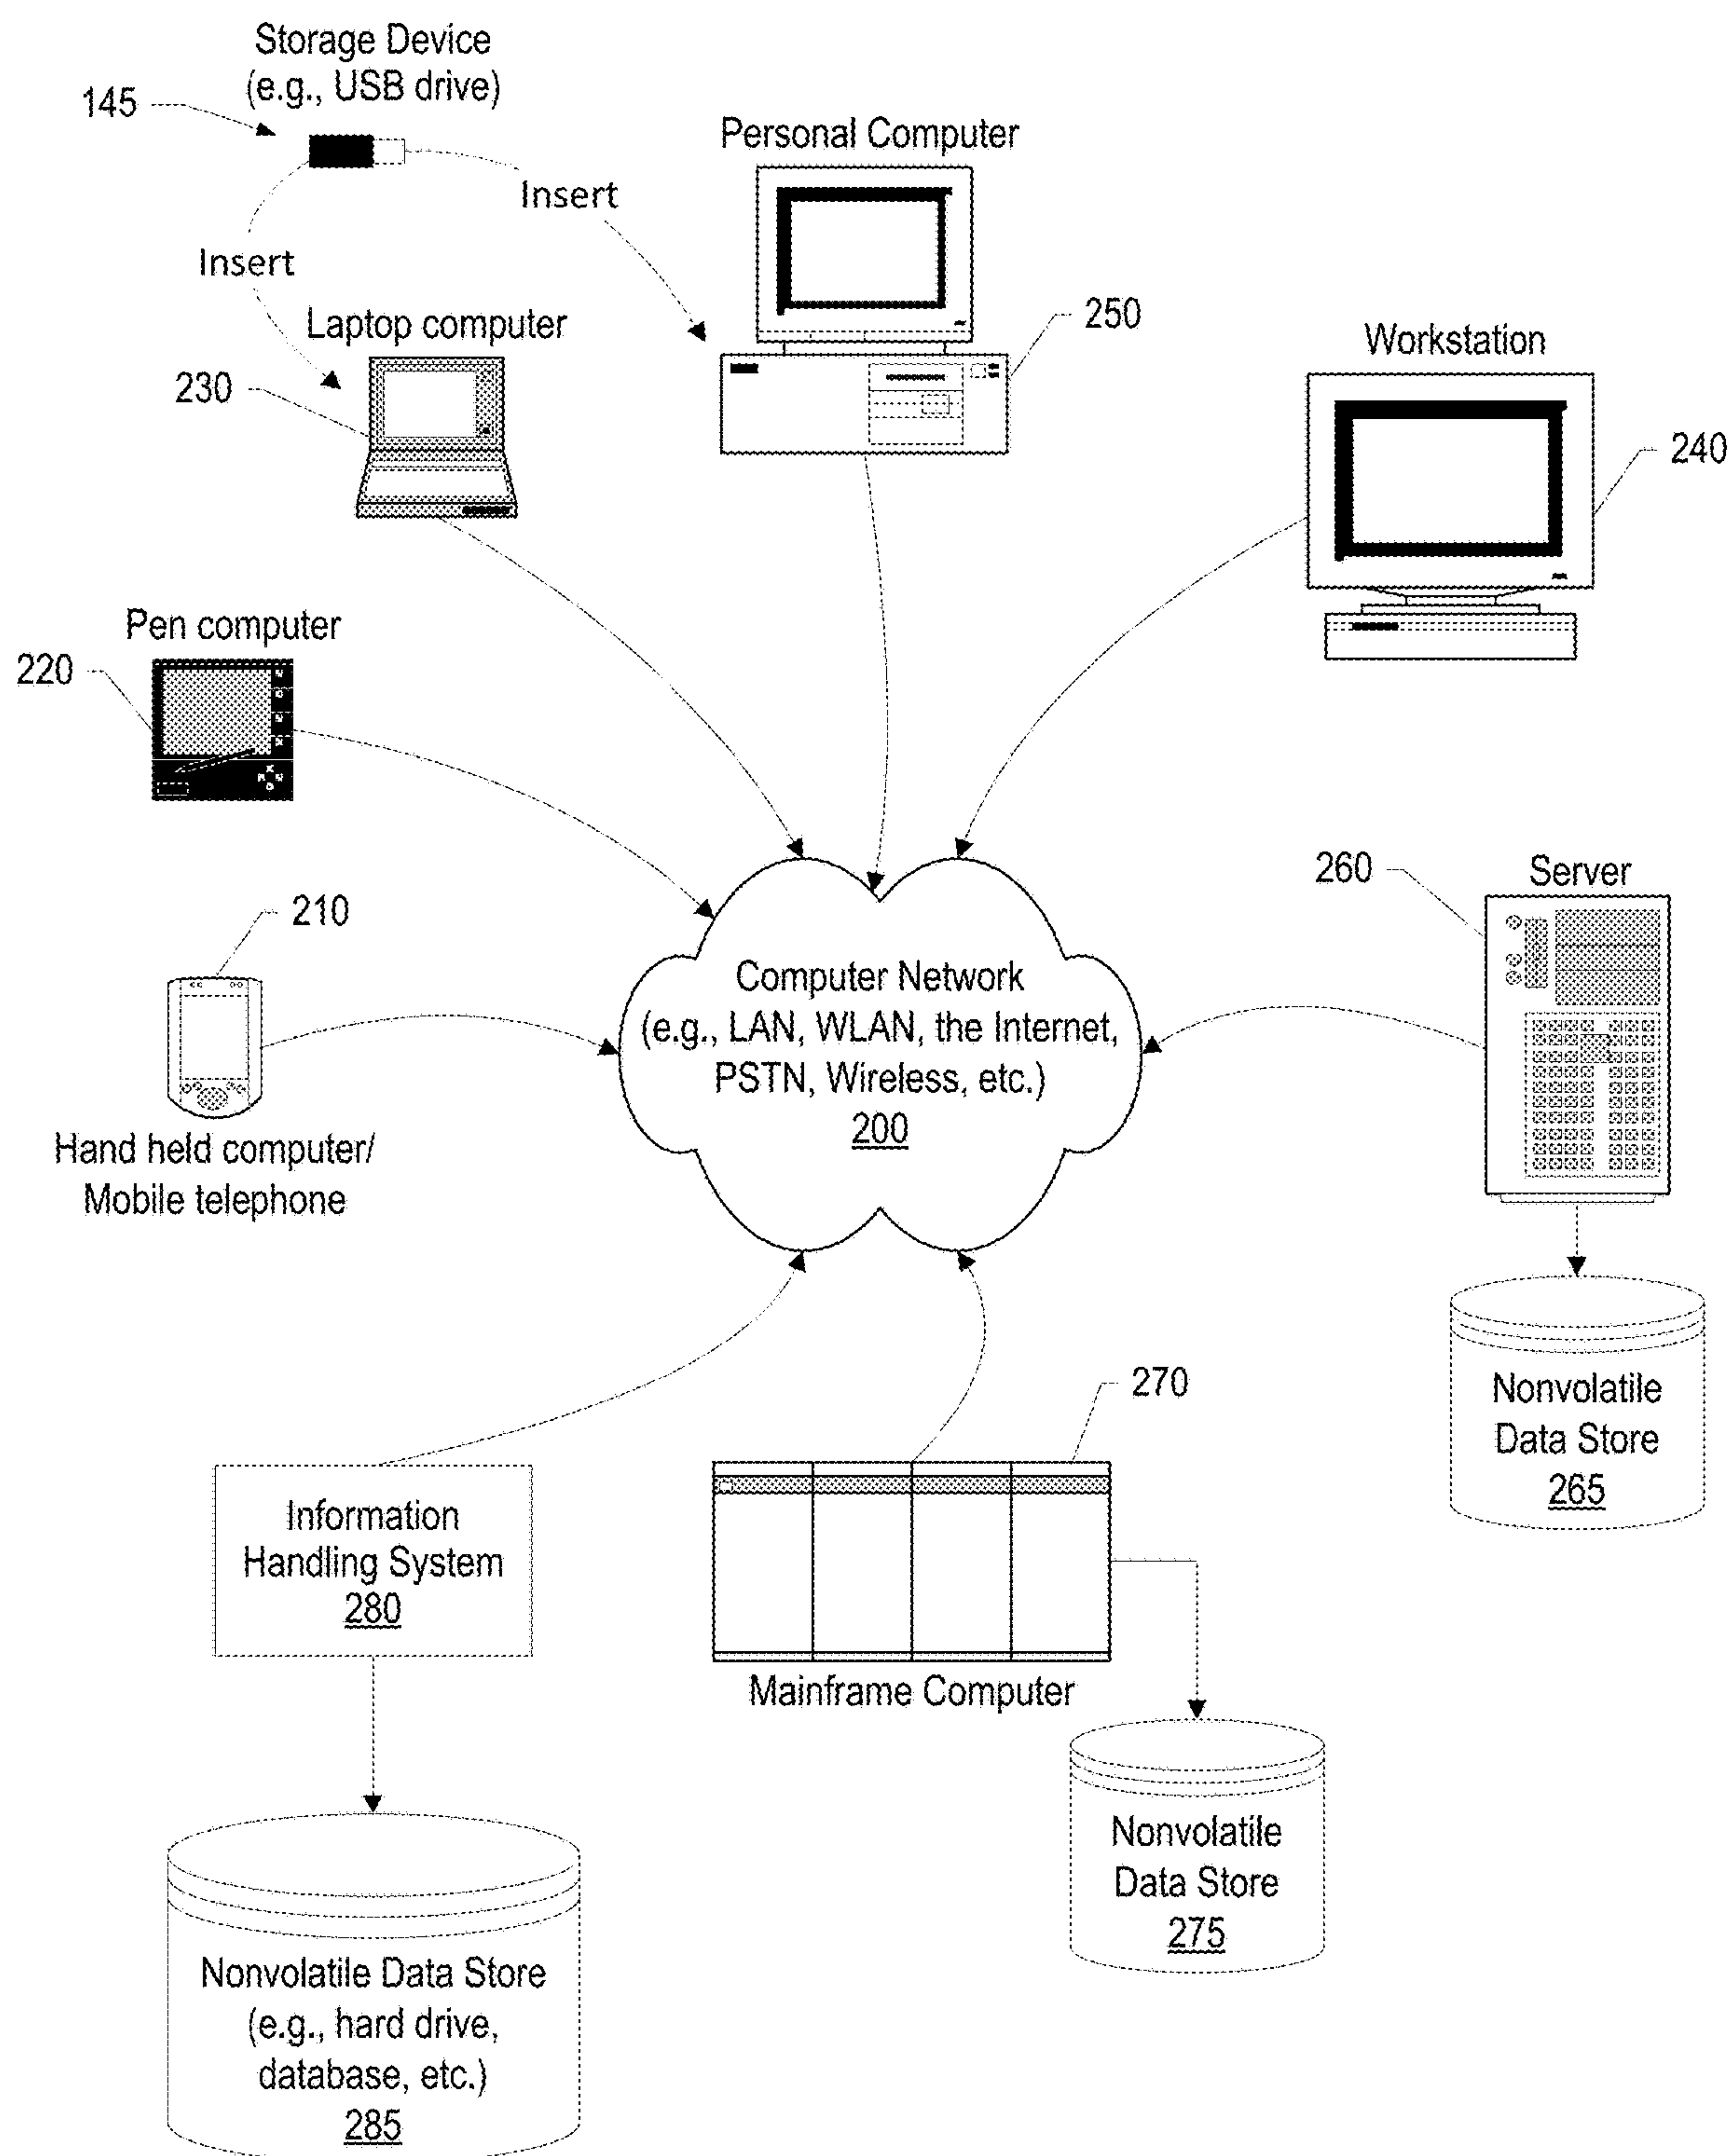 Storage Device
(e.g., USB drive)
145
Personal Computer
Insert
Insert
Laptop computer
250
230
Workstation
240
Pen computer
220
210
260
Server
Computer Network
(e.g., LAN, WLAN, the Internet,
PSTN, Wireless, etc.)
200
Hand held computer/
Mobile telephone
270
Nonvolatile
Data Store
265
Information
Handling System
280
Mainframe Computer
Nonvolatile
Data Store
275
Nonvolatile Data Store
(e.g., hard drive,
database, etc.)
285